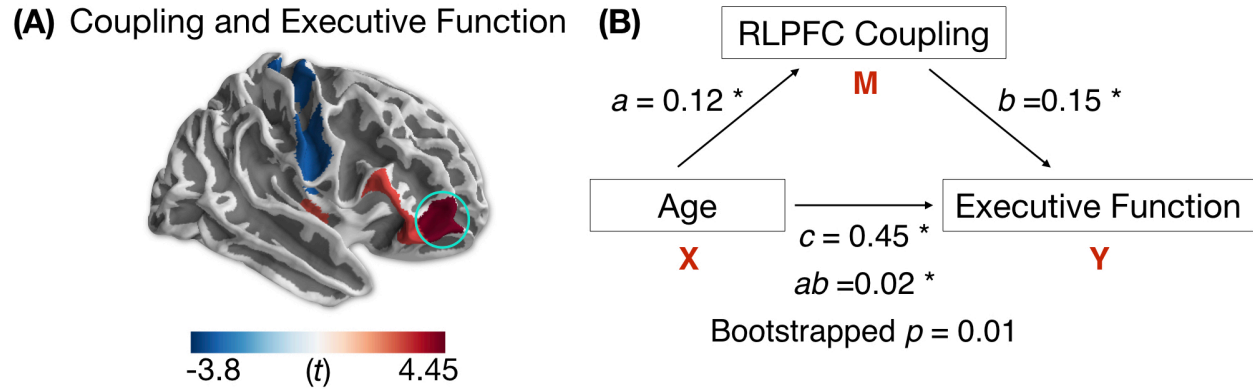 (A) Coupling and Executive Function
-3.8 (t) 4.45
(B)
RLPFC Coupling
M
a = 0.12 *
b =0.15 *
Age
Executive Function
X
c = 0.45 *
Y
ab =0.02 *
Bootstrapped p = 0.01